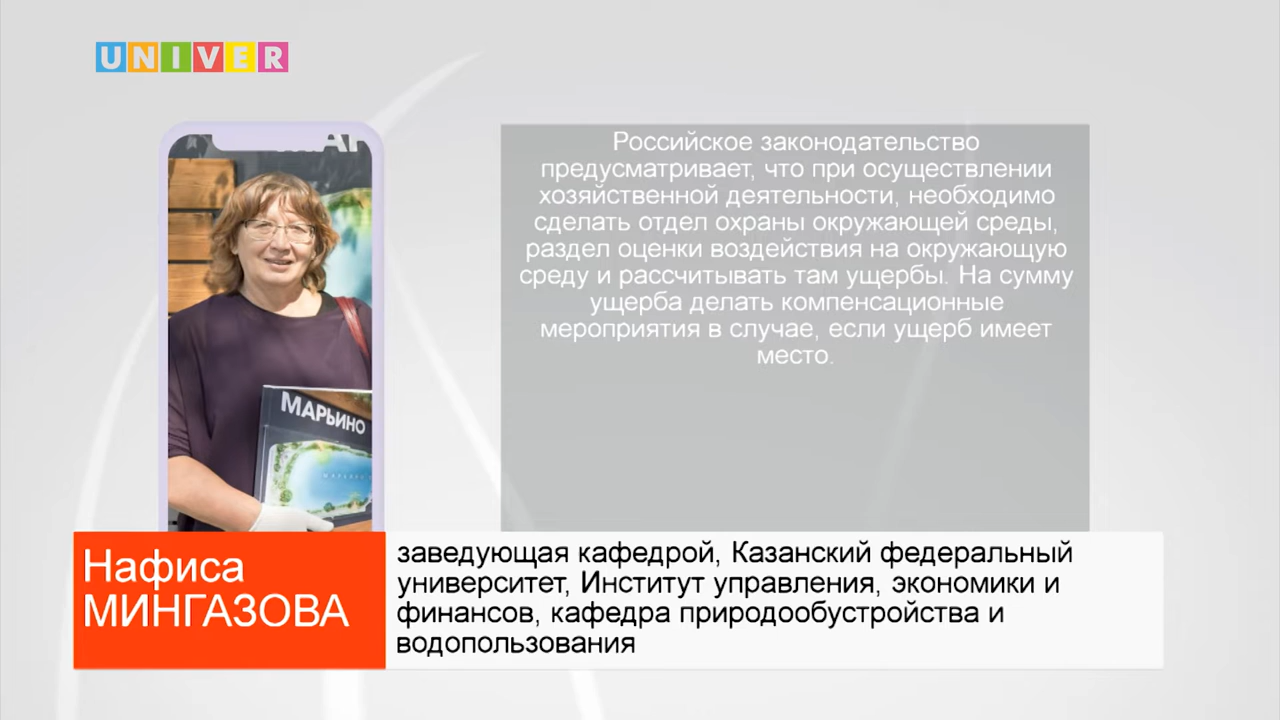 UNIVER
Российское законодательство
предусматривает, что при осуществлении
хозяйственной деятельности, необходимо
сделать отдел охраны окружающей среды,
раздел оценки воздействия на окружающую
среду и рассчитывать там ущербы. На сумму
ущерба делать компенсационные
мероприятия в случае, если ущерб имеет
место.
МАРЬИНО
Нафиса
МИНГАЗОВА
заведующая кафедрой, Казанский федеральный
университет, Институт управления, экономики и
финансов, кафедра природообустройства и
водопользования